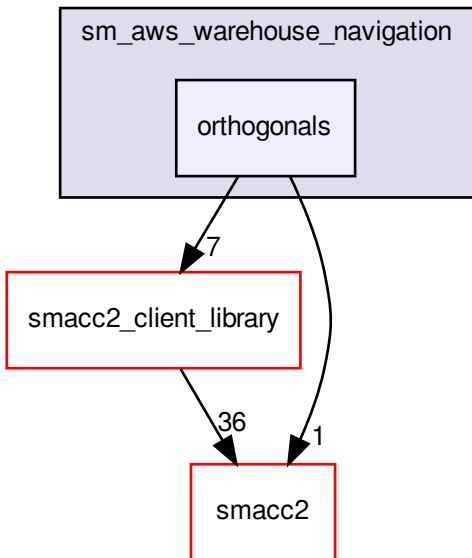 sm_aws_warehouse_navigation
orthogonals
7
smacc2_client_library
36
1
smacc2